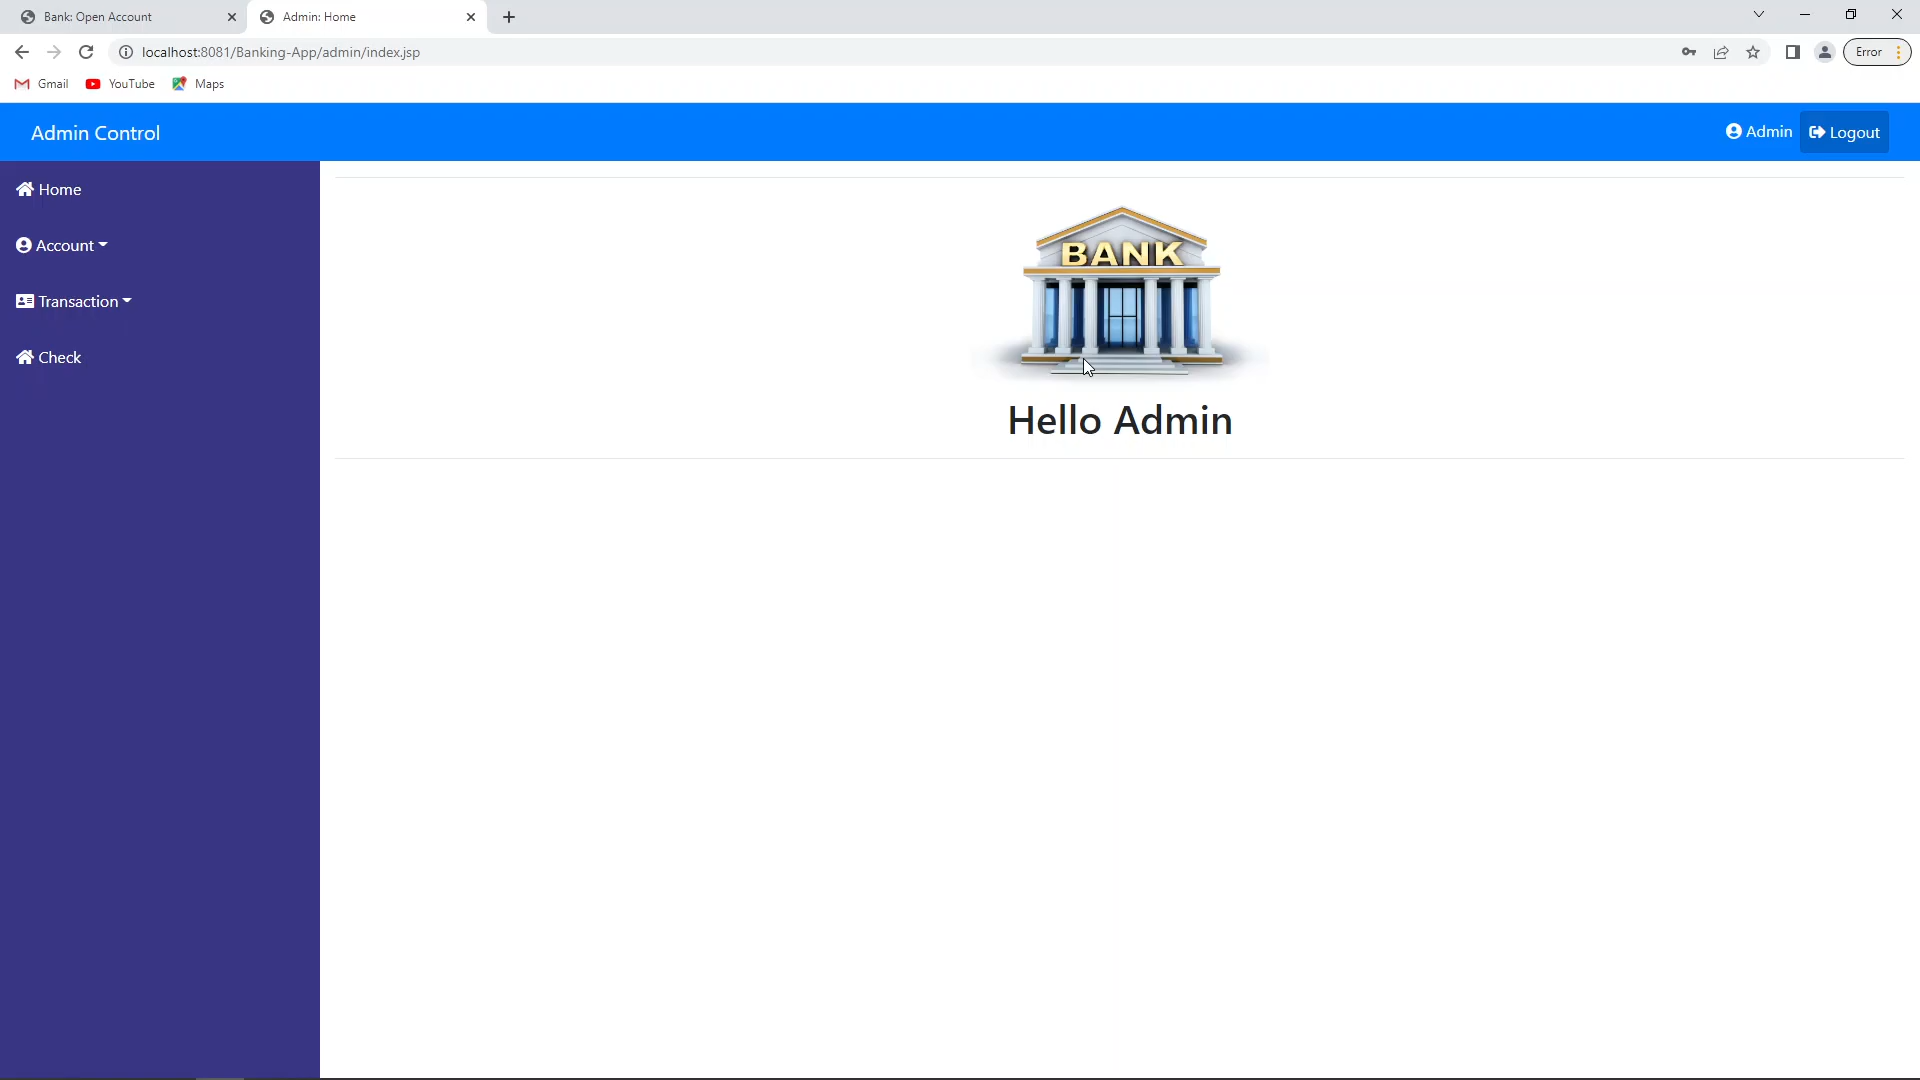 Bank: Open Account
Admin: Home
localhost:8081/Banking-App/admin/index.jsp
Error
Gmail
YouTube
Maps
Admin Control
Admin
Logout
Home
Account
Transaction
Check
BANK
Hello Admin